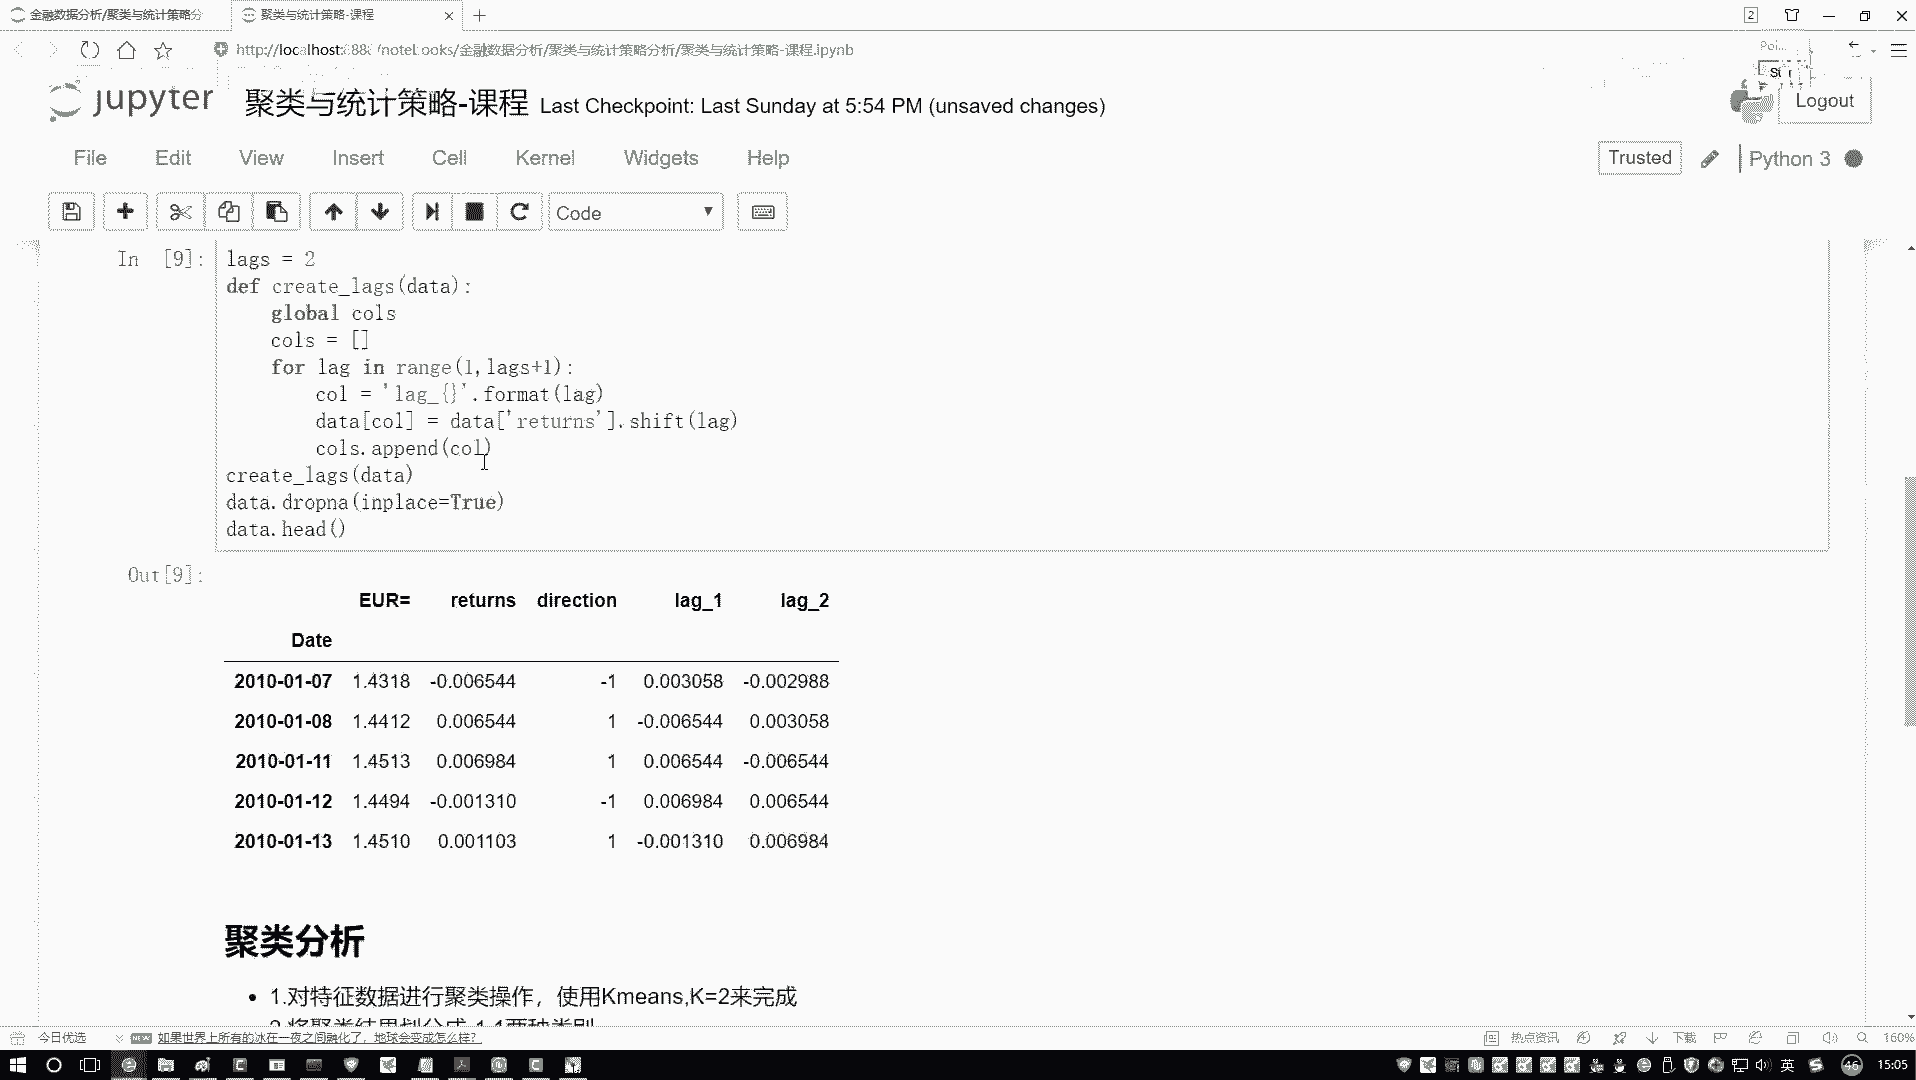 金融数据分析/聚类与统计策略分
聚类与统计策略-课程
2
/聚类与统计策略分析/聚类与统计策略-课程.ipynb
jupyter 聚类与统计策略-课程 Last Checkpoint: Last Sunday at 5:54 PM (unsaved changes)
Logout
File Edit View Insert Cell Kernel Widgets Help
Trusted Python 3
Code
In [9]: lags = 2
def create_lags(data):
    global cols
    cols = []
    for lag in range(1,lags+1):
        col = 'lag_{}'.format(lag)
        data[col] = data['returns'].shift(lag)
        cols.append(col)
create_lags(data)
data.dropna(inplace=True)
data.head()
Out[9]:
EUR= returns direction lag_1 lag_2
Date
2010-01-07 1.4318 -0.006544 -1 0.003058 -0.002988
2010-01-08 1.4412 0.006544 1 -0.006544 0.003058
2010-01-11 1.4513 0.006984 1 0.006544 -0.006544
2010-01-12 1.4494 -0.001310 -1 0.006984 0.006544
2010-01-13 1.4510 0.001103 1 -0.001310 0.006984
聚类分析
1.对特征数据进行聚类操作，使用Kmeans,K=2来完成
今日优选 NEW 如果世界上所有的冰在一夜之间融化了，地球会变成怎么样？ 热点资讯 下载 160%
英 46 15:05